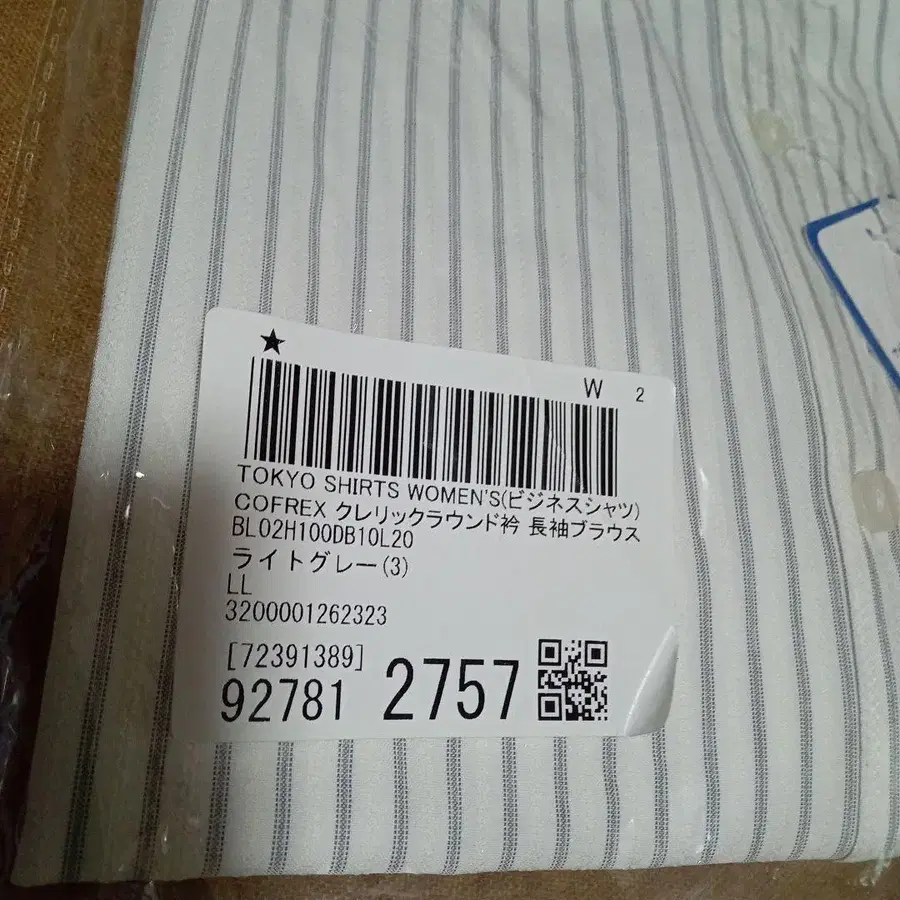 ★
W 2
TOKYO SHIRTS WOMEN'S(ビジネスシャツ)
COFREX クレリックラウンド衿 長袖ブラウス
BL02H100DB10L20
ライトグレー(3)
LL
3200001262323
[72391389]
92781 2757